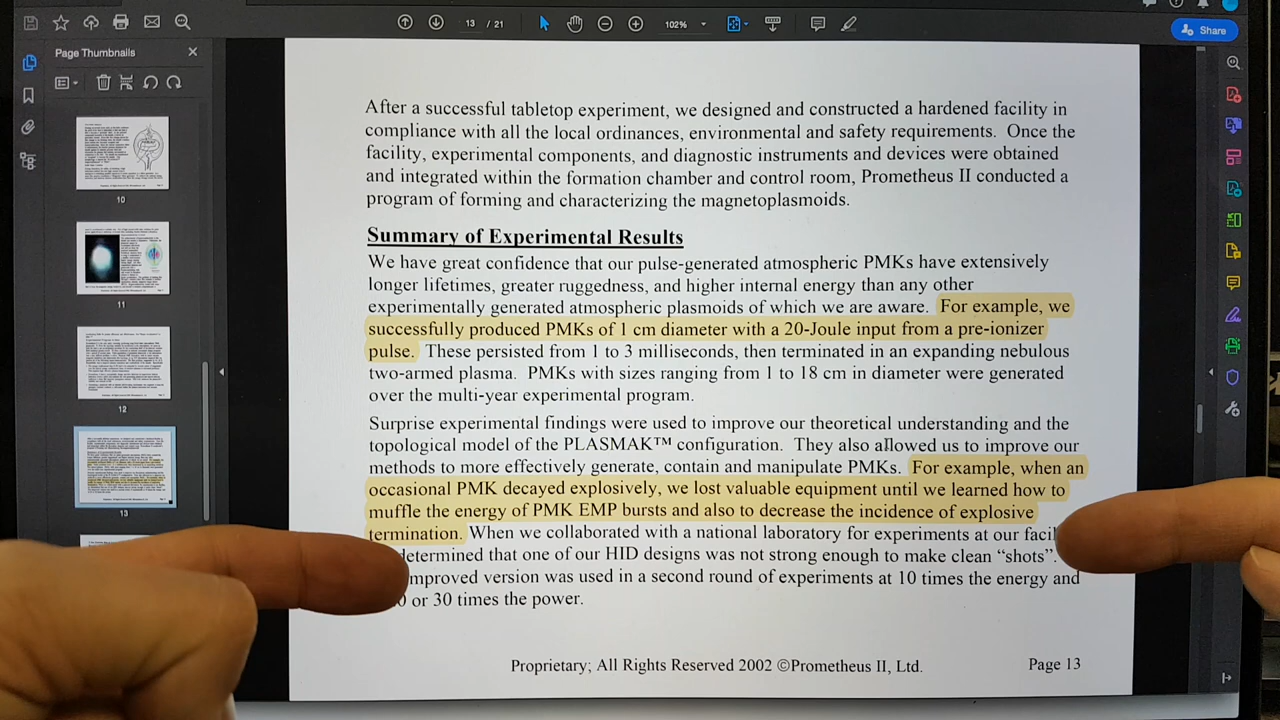 13 / 21
102%
Share
Page Thumbnails
10
11
12
13
After a successful tabletop experiment, we designed and constructed a hardened facility in
compliance with all the local ordinances, environmental and safety requirements. Once the
facility, experimental components, and diagnostic instruments and devices were obtained
and integrated within the formation chamber and control room, Prometheus II conducted a
program of forming and characterizing the magnetoplasmoids.
Summary of Experimental Results
We have great confidence that our pulse-generated atmospheric PMKs have extensively
longer lifetimes, greater ruggedness, and higher internal energy than any other
experimentally generated atmospheric plasmoids of which we are aware. For example, we
successfully produced PMKs of 1 cm diameter with a 20-Joule input from a pre-ionizer
pulse. These persisted from 1 to 3 milliseconds, then terminated in an expanding nebulous
two-armed plasma. PMKs with sizes ranging from 1 to 18 cm in diameter were generated
over the multi-year experimental program.
Surprise experimental findings were used to improve our theoretical understanding and the
topological model of the PLASMAK™ configuration. They also allowed us to improve our
methods to more effectively generate, contain and manipulate PMKs. For example, when an
occasional PMK decayed explosively, we lost valuable equipment until we learned how to
muffle the energy of PMK EMP bursts and also to decrease the incidence of explosive
termination. When we collaborated with a national laboratory for experiments at our
determined that one of our HID designs was not strong enough to make clean “shots”.
improved version was used in a second round of experiments at 10 times the energy and
or 30 times the power.
Proprietary; All Rights Reserved 2002 ©Prometheus II, Ltd.
Page 13